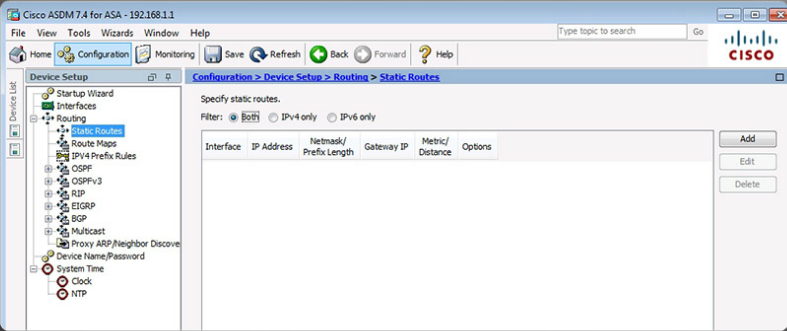 Cisco ASDM 7.4 for ASA - 192.168.1.1
File View Tools Wizards Window Help
Type topic to search Go
CISCO
Home Configuration Monitoring Save Refresh Back Forward Help
Device List
Device Setup
Startup Wizard
Interfaces
Routing
Static Routes
Route Maps
IPV4 Prefix Rules
OSPF
OSPFv3
RIP
EIGRP
BGP
Multicast
Proxy ARP/Neighbor Discove
Device Name/Password
System Time
Clock
NTP
Configuration > Device Setup > Routing > Static Routes
Specify static routes.
Filter: Both IPv4 only IPv6 only
Interface IP Address Netmask/ Prefix Length Gateway IP Metric/ Distance Options
Add
Edit
Delete